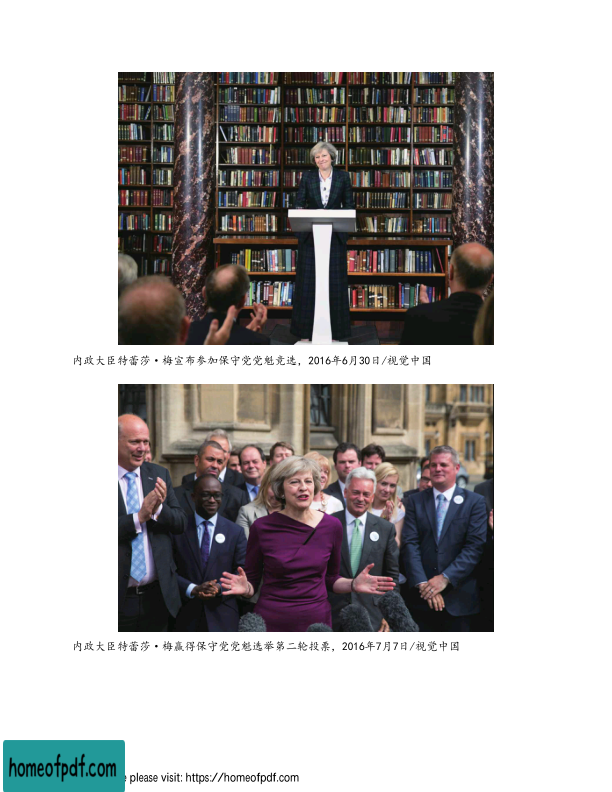 内政大臣特蕾莎·梅宣布参加保守党党魁竞选，2016年6月30日/视觉中国
内政大臣特蕾莎·梅赢得保守党党魁选举第二轮投票，2016年7月7日/视觉中国
homeofpdf.com
please visit: https://homeofpdf.com